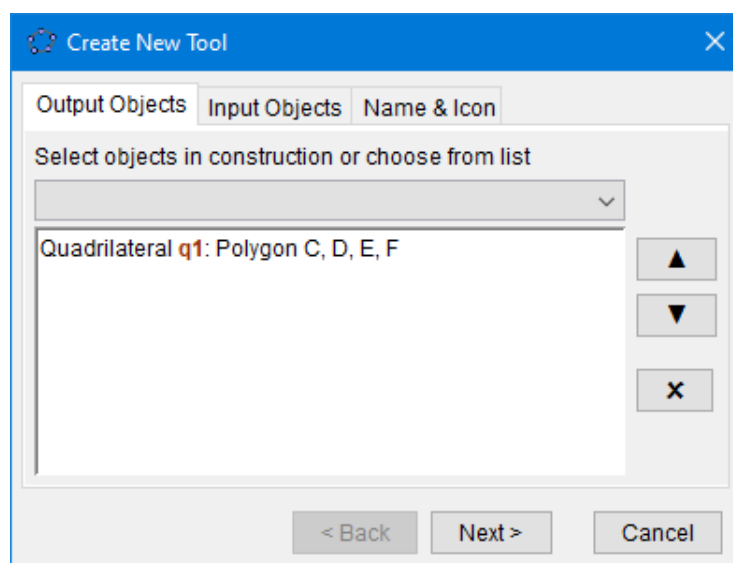 Create New Tool
Output Objects Input Objects Name & Icon
Select objects in construction or choose from list
Quadrilateral q1: Polygon C, D, E, F
< Back Next > Cancel